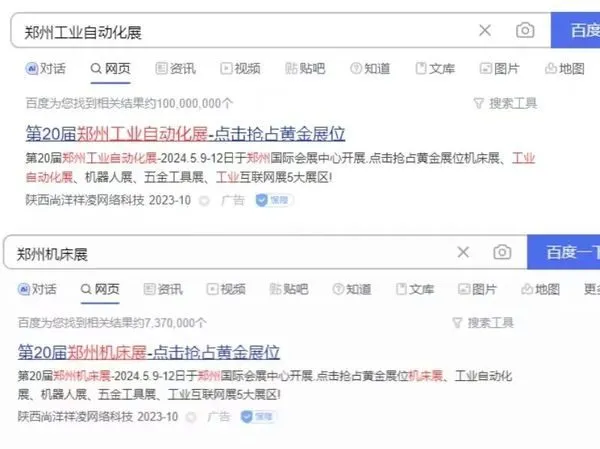 郑州工业自动化展
百度
Ai对话 网页 资讯 视频 贴吧 知道 文库 图片 地图
百度为您找到相关结果约100,000,000个 搜索工具
第20届郑州工业自动化展-点击抢占黄金展位
第20届郑州工业自动化展-2024.5.9-12日于郑州国际会展中心开展.点击抢占黄金展位机床展、工业
自动化展、机器人展、五金工具展、工业互联网展5大展区!
陕西尚洋祥凌网络科技 2023-10 广告 保障
郑州机床展
百度一下
Ai对话 网页 资讯 视频 贴吧 知道 文库 图片 地图 更多
百度为您找到相关结果约7,370,000个 搜索工具
第20届郑州机床展-点击抢占黄金展位
第20届郑州机床展-2024.5.9-12日于郑州国际会展中心开展.点击抢占黄金展位机床展、工业自动化
展、机器人展、五金工具展、工业互联网展5大展区!
陕西尚洋祥凌网络科技 2023-10 广告 保障